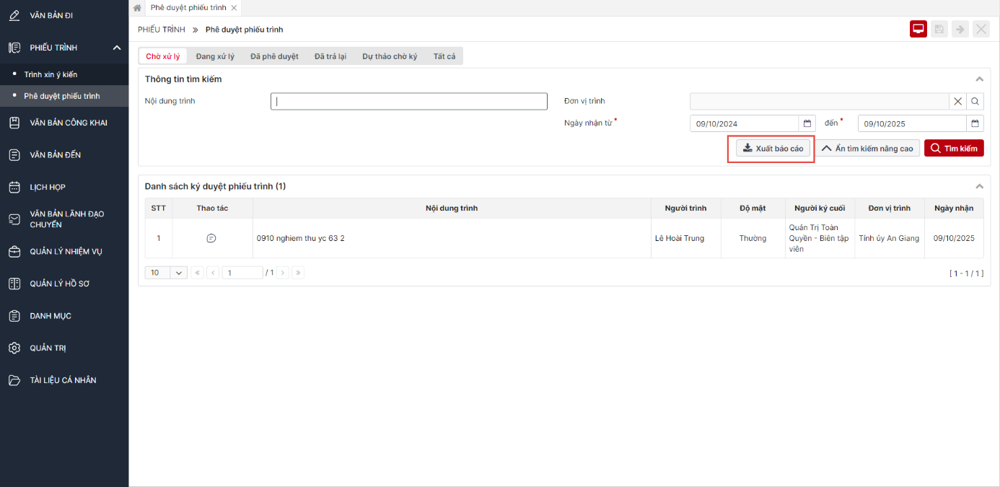 VĂN BẢN ĐI
PHIẾU TRÌNH
Trình xin ý kiến
Phê duyệt phiếu trình
VĂN BẢN CÔNG KHAI
VĂN BẢN ĐẾN
LỊCH HỌP
VĂN BẢN LÃNH ĐẠO
CHUYỂN
QUẢN LÝ NHIỆM VỤ
QUẢN LÝ HỒ SƠ
DANH MỤC
QUẢN TRỊ
TÀI LIỆU CÁ NHÂN
Phê duyệt phiếu trình
PHIẾU TRÌNH » Phê duyệt phiếu trình
Chờ xử lý Đang xử lý Đã phê duyệt Đã trả lại Dự thảo chờ ký Tất cả
Thông tin tìm kiếm
Nội dung trình Đơn vị trình
Ngày nhận từ * 09/10/2024 đến * 09/10/2025
Xuất báo cáo Ẩn tìm kiếm nâng cao Tìm kiếm
Danh sách ký duyệt phiếu trình (1)
STT Thao tác Nội dung trình Người trình Độ mật Người ký cuối Đơn vị trình Ngày nhận
1 0910 nghiem thu yc 63 2 Lê Hoài Trung Thường Quản Trị Toàn Quyền - Biên tập viên Tỉnh ủy An Giang 09/10/2025
10 « ‹ 1 / 1 › » [ 1 - 1 / 1 ]